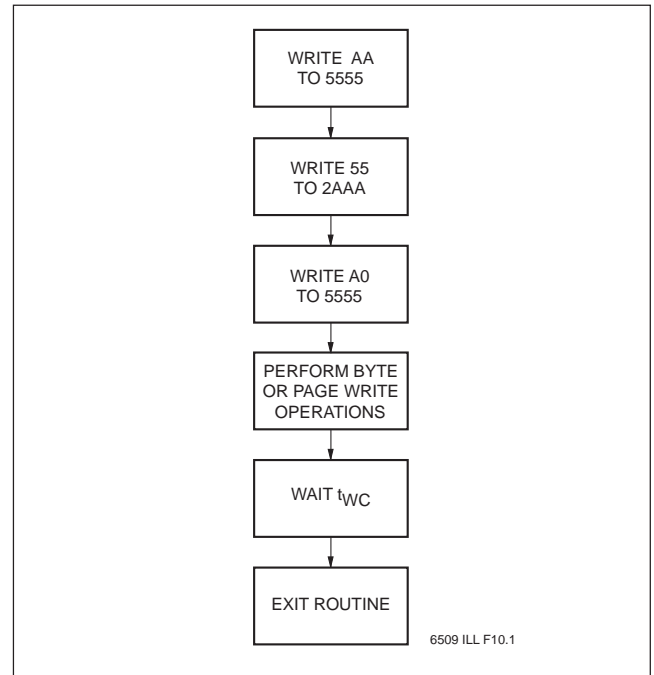 WRITE AA
TO 5555
WRITE 55
TO 2AAA
WRITE A0
TO 5555
PERFORM BYTE
OR PAGE WRITE
OPERATIONS
WAIT tWC
EXIT ROUTINE
6509 ILL F10.1